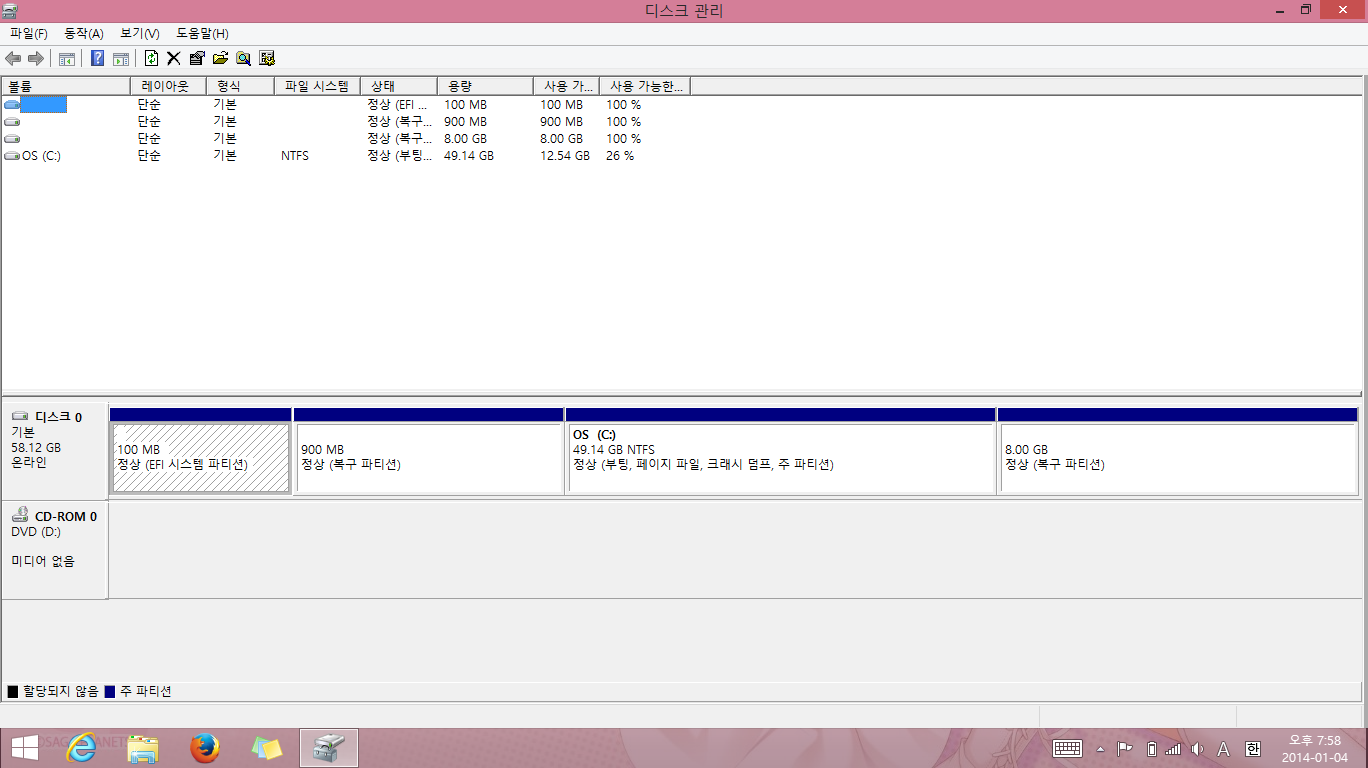 디스크 관리
파일(F) 동작(A) 보기(V) 도움말(H)
볼륨 레이아웃 형식 파일 시스템 상태 용량 사용 가... 사용 가능한...
단순 기본 정상 (EFI ... 100 MB 100 MB 100 %
단순 기본 정상 (복구... 900 MB 900 MB 100 %
단순 기본 정상 (복구... 8.00 GB 8.00 GB 100 %
OS (C:) 단순 기본 NTFS 정상 (부팅... 49.14 GB 12.54 GB 26 %
디스크 0
기본
58.12 GB
온라인
100 MB
정상 (EFI 시스템 파티션)
900 MB
정상 (복구 파티션)
OS (C:)
49.14 GB NTFS
정상 (부팅, 페이지 파일, 크래시 덤프, 주 파티션)
8.00 GB
정상 (복구 파티션)
CD-ROM 0
DVD (D:)
미디어 없음
할당되지 않음 주 파티션
A 한
오후 7:58
2014-01-04